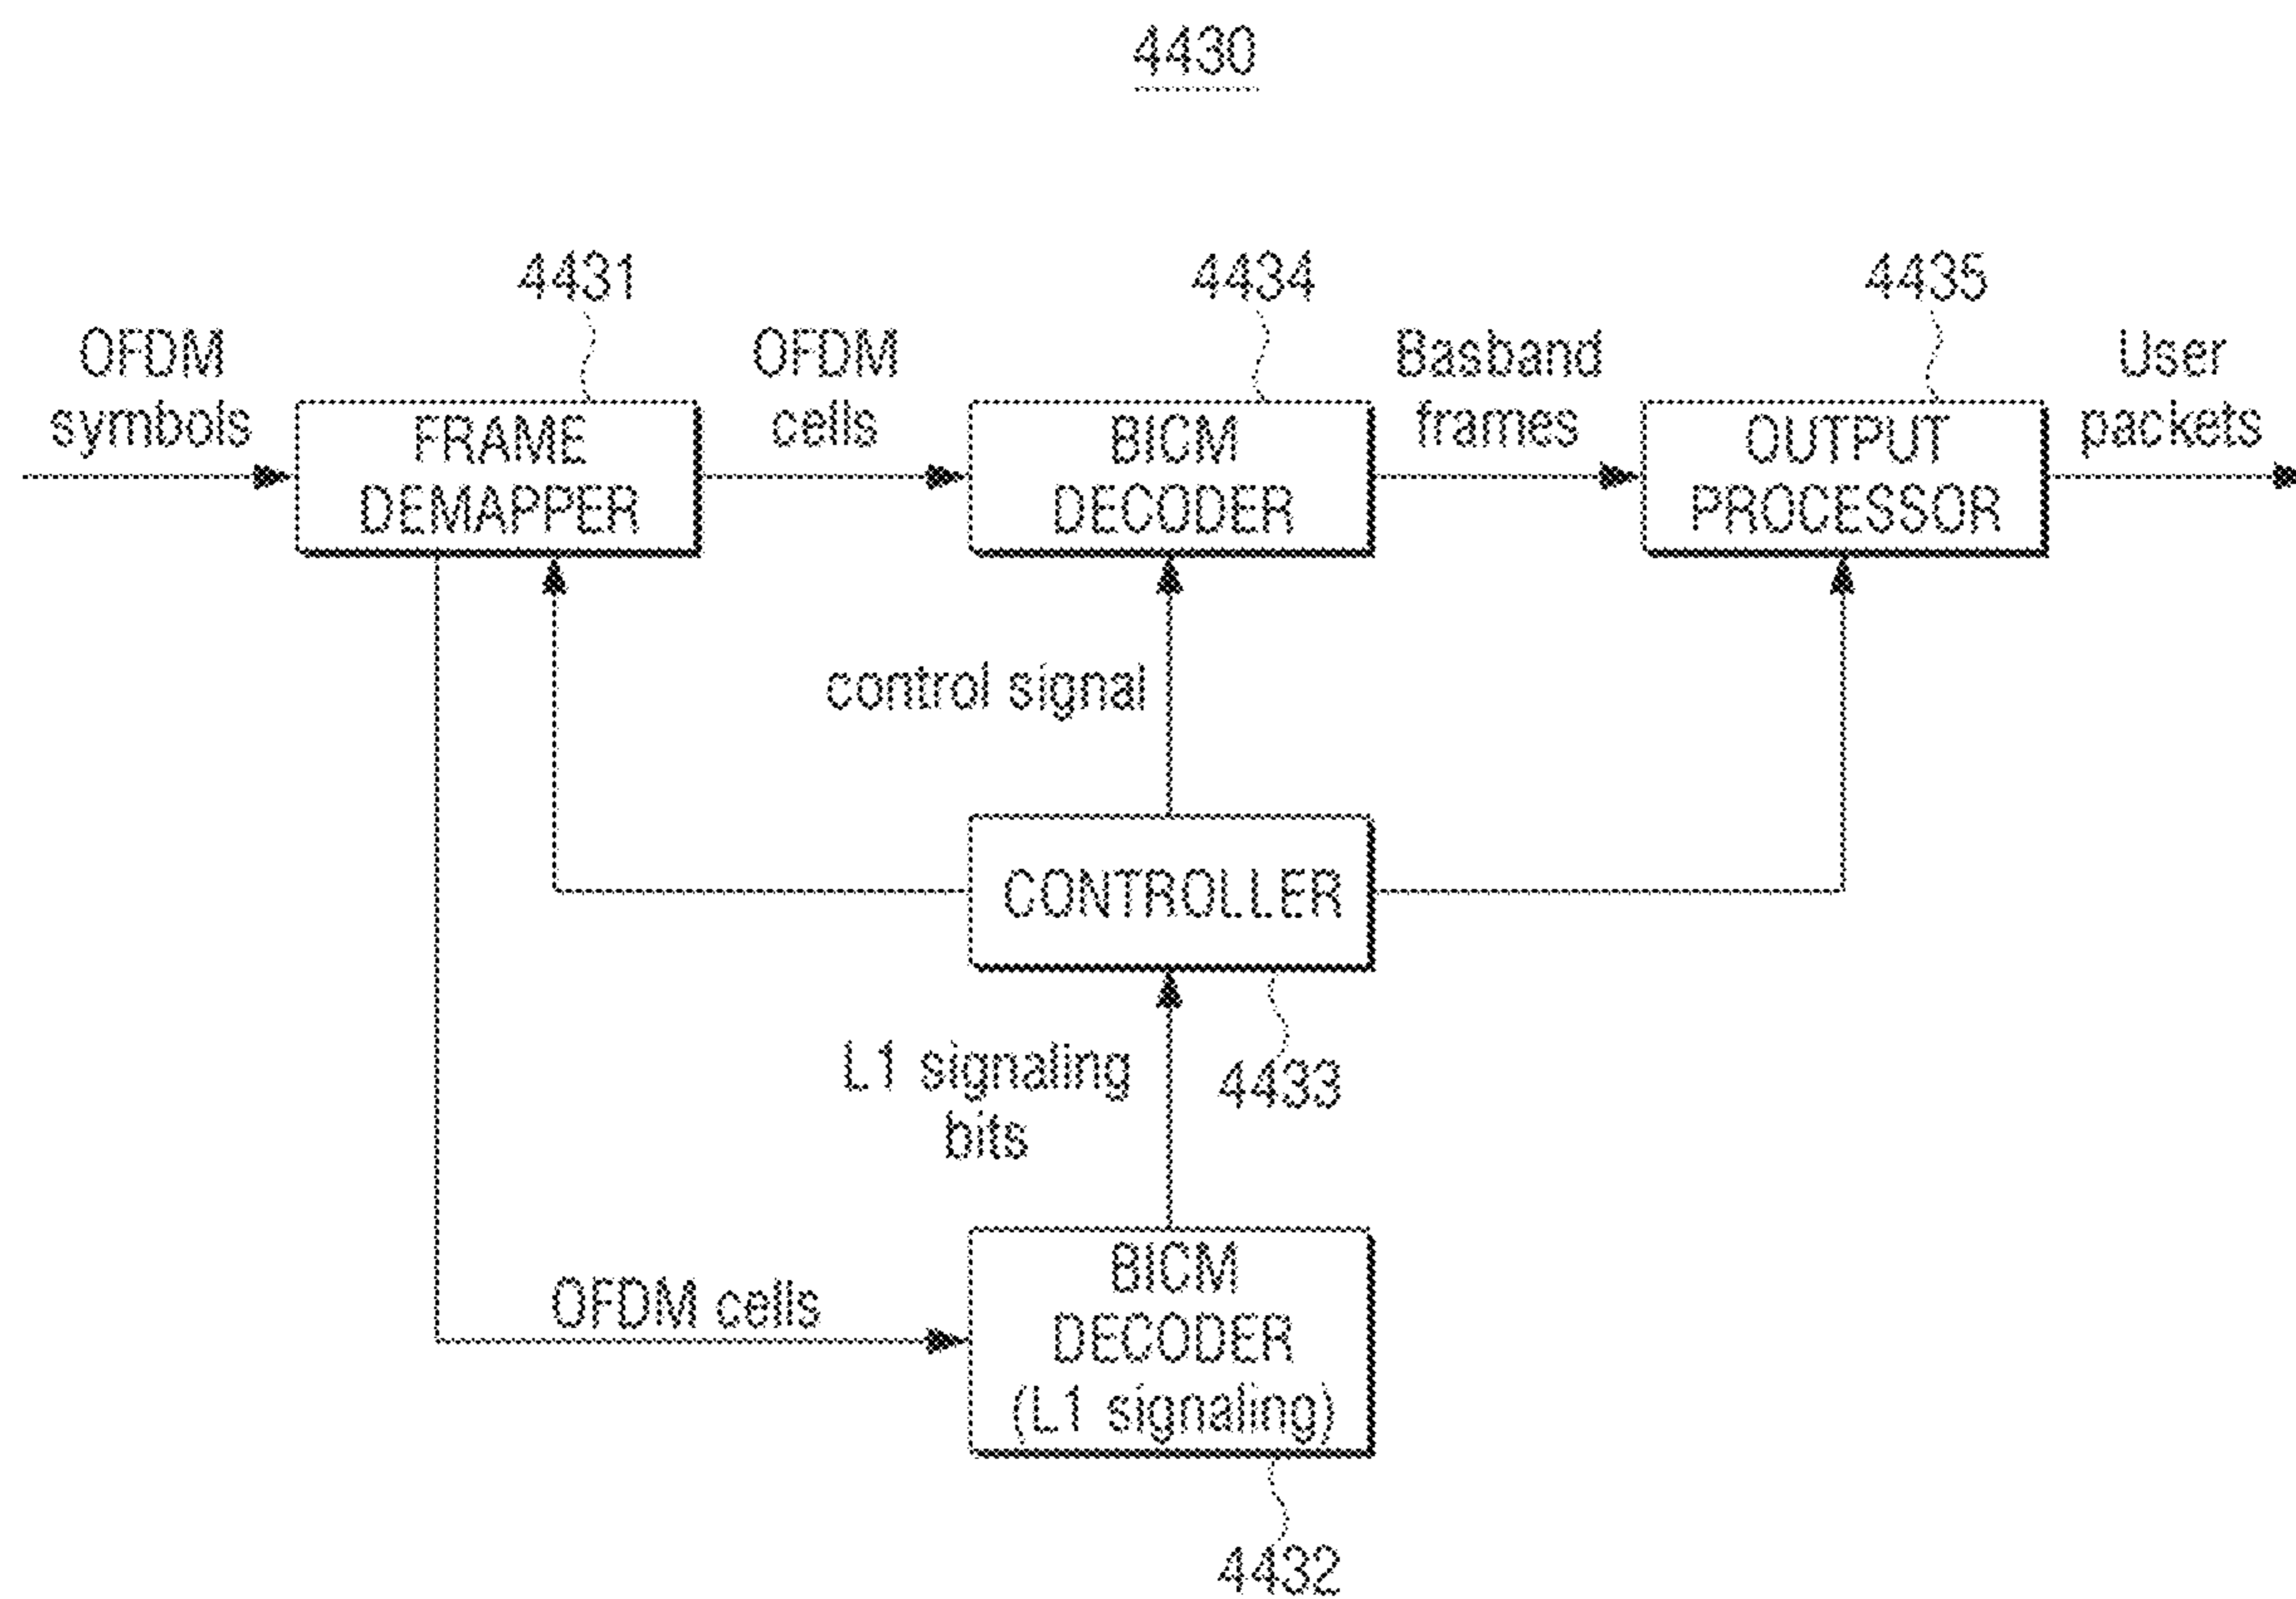 4430
4431
4434
4435
OFDM
symbols
FRAME
DEMAPPER
OFDM
cells
BICM
DECODER
Basband
frames
OUTPUT
PROCESSOR
User
packets
control signal
CONTROLLER
L1 signaling
bits
4433
OFDM cells
BICM
DECODER
(L1 signaling)
4432